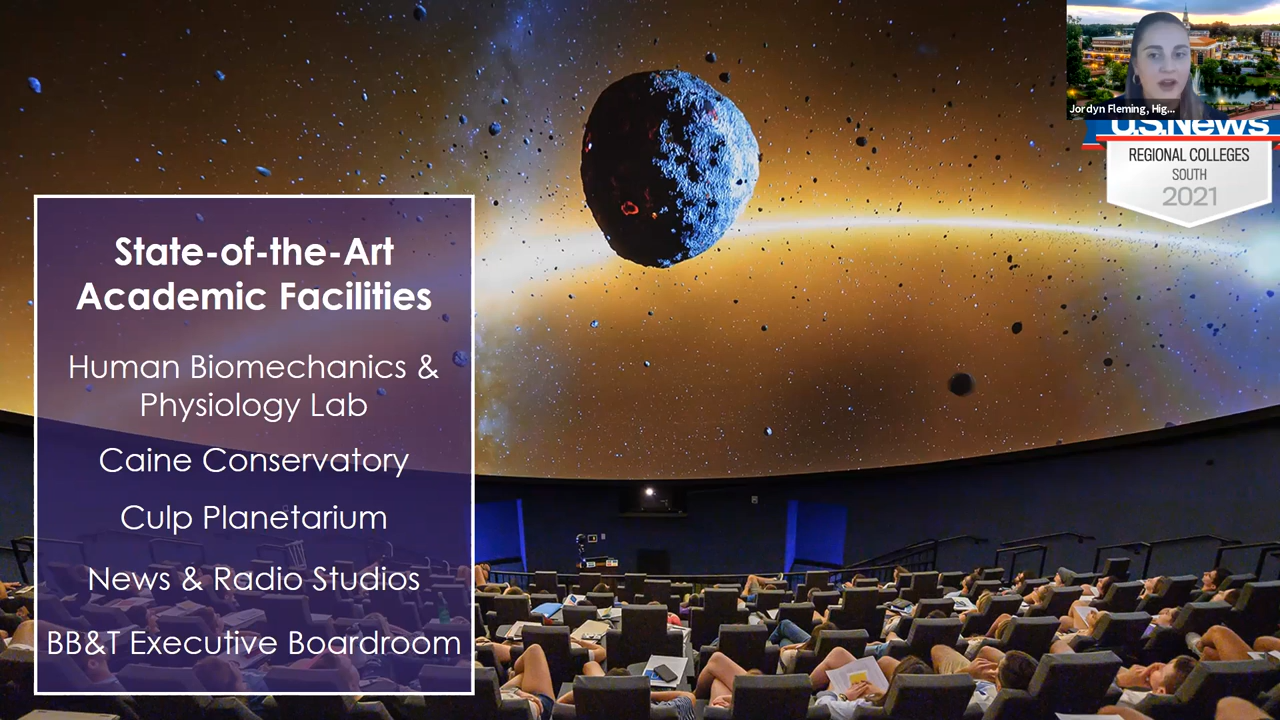 Jordyn Fleming, Hig...
U.S.News
REGIONAL COLLEGES
SOUTH
2021
State-of-the-Art
Academic Facilities
Human Biomechanics &
Physiology Lab
Caine Conservatory
Culp Planetarium
News & Radio Studios
BB&T Executive Boardroom